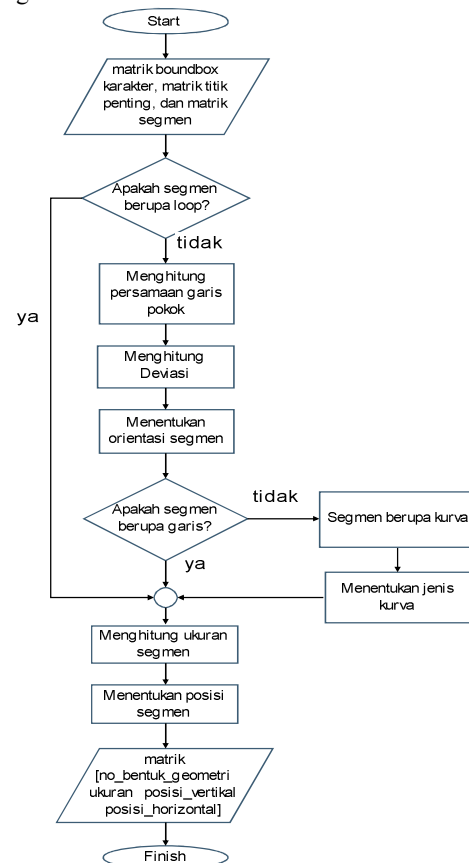 Start
matrik boundbox
karakter, matrik titik
penting, dan matrik
segmen
Apakah segmen
berupa loop?
tidak
ya
Menghitung
persamaan garis
pokok
Menghitung
Deviasi
Menentukan
orientasi segmen
Apakah segmen
berupa garis?
tidak
Segmen berupa kurva
ya
Menentukan jenis
kurva
Menghitung ukuran
segmen
Menentukan posisi
segmen
matrik
[no_bentuk_geometri
ukuran posisi_vertikal
posisi_horizontal]
Finish